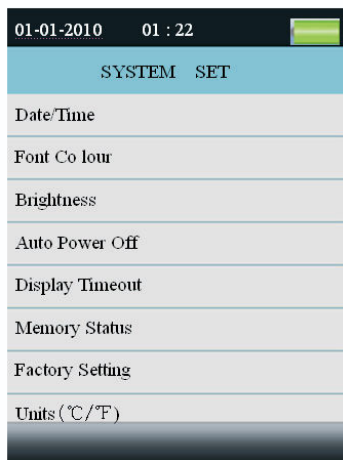 01-01-2010 01 : 22
SYSTEM SET
Date/Time
Font Co lour
Brightness
Auto Power Off
Display Timeout
Memory Status
Factory Setting
Units(℃/℉)